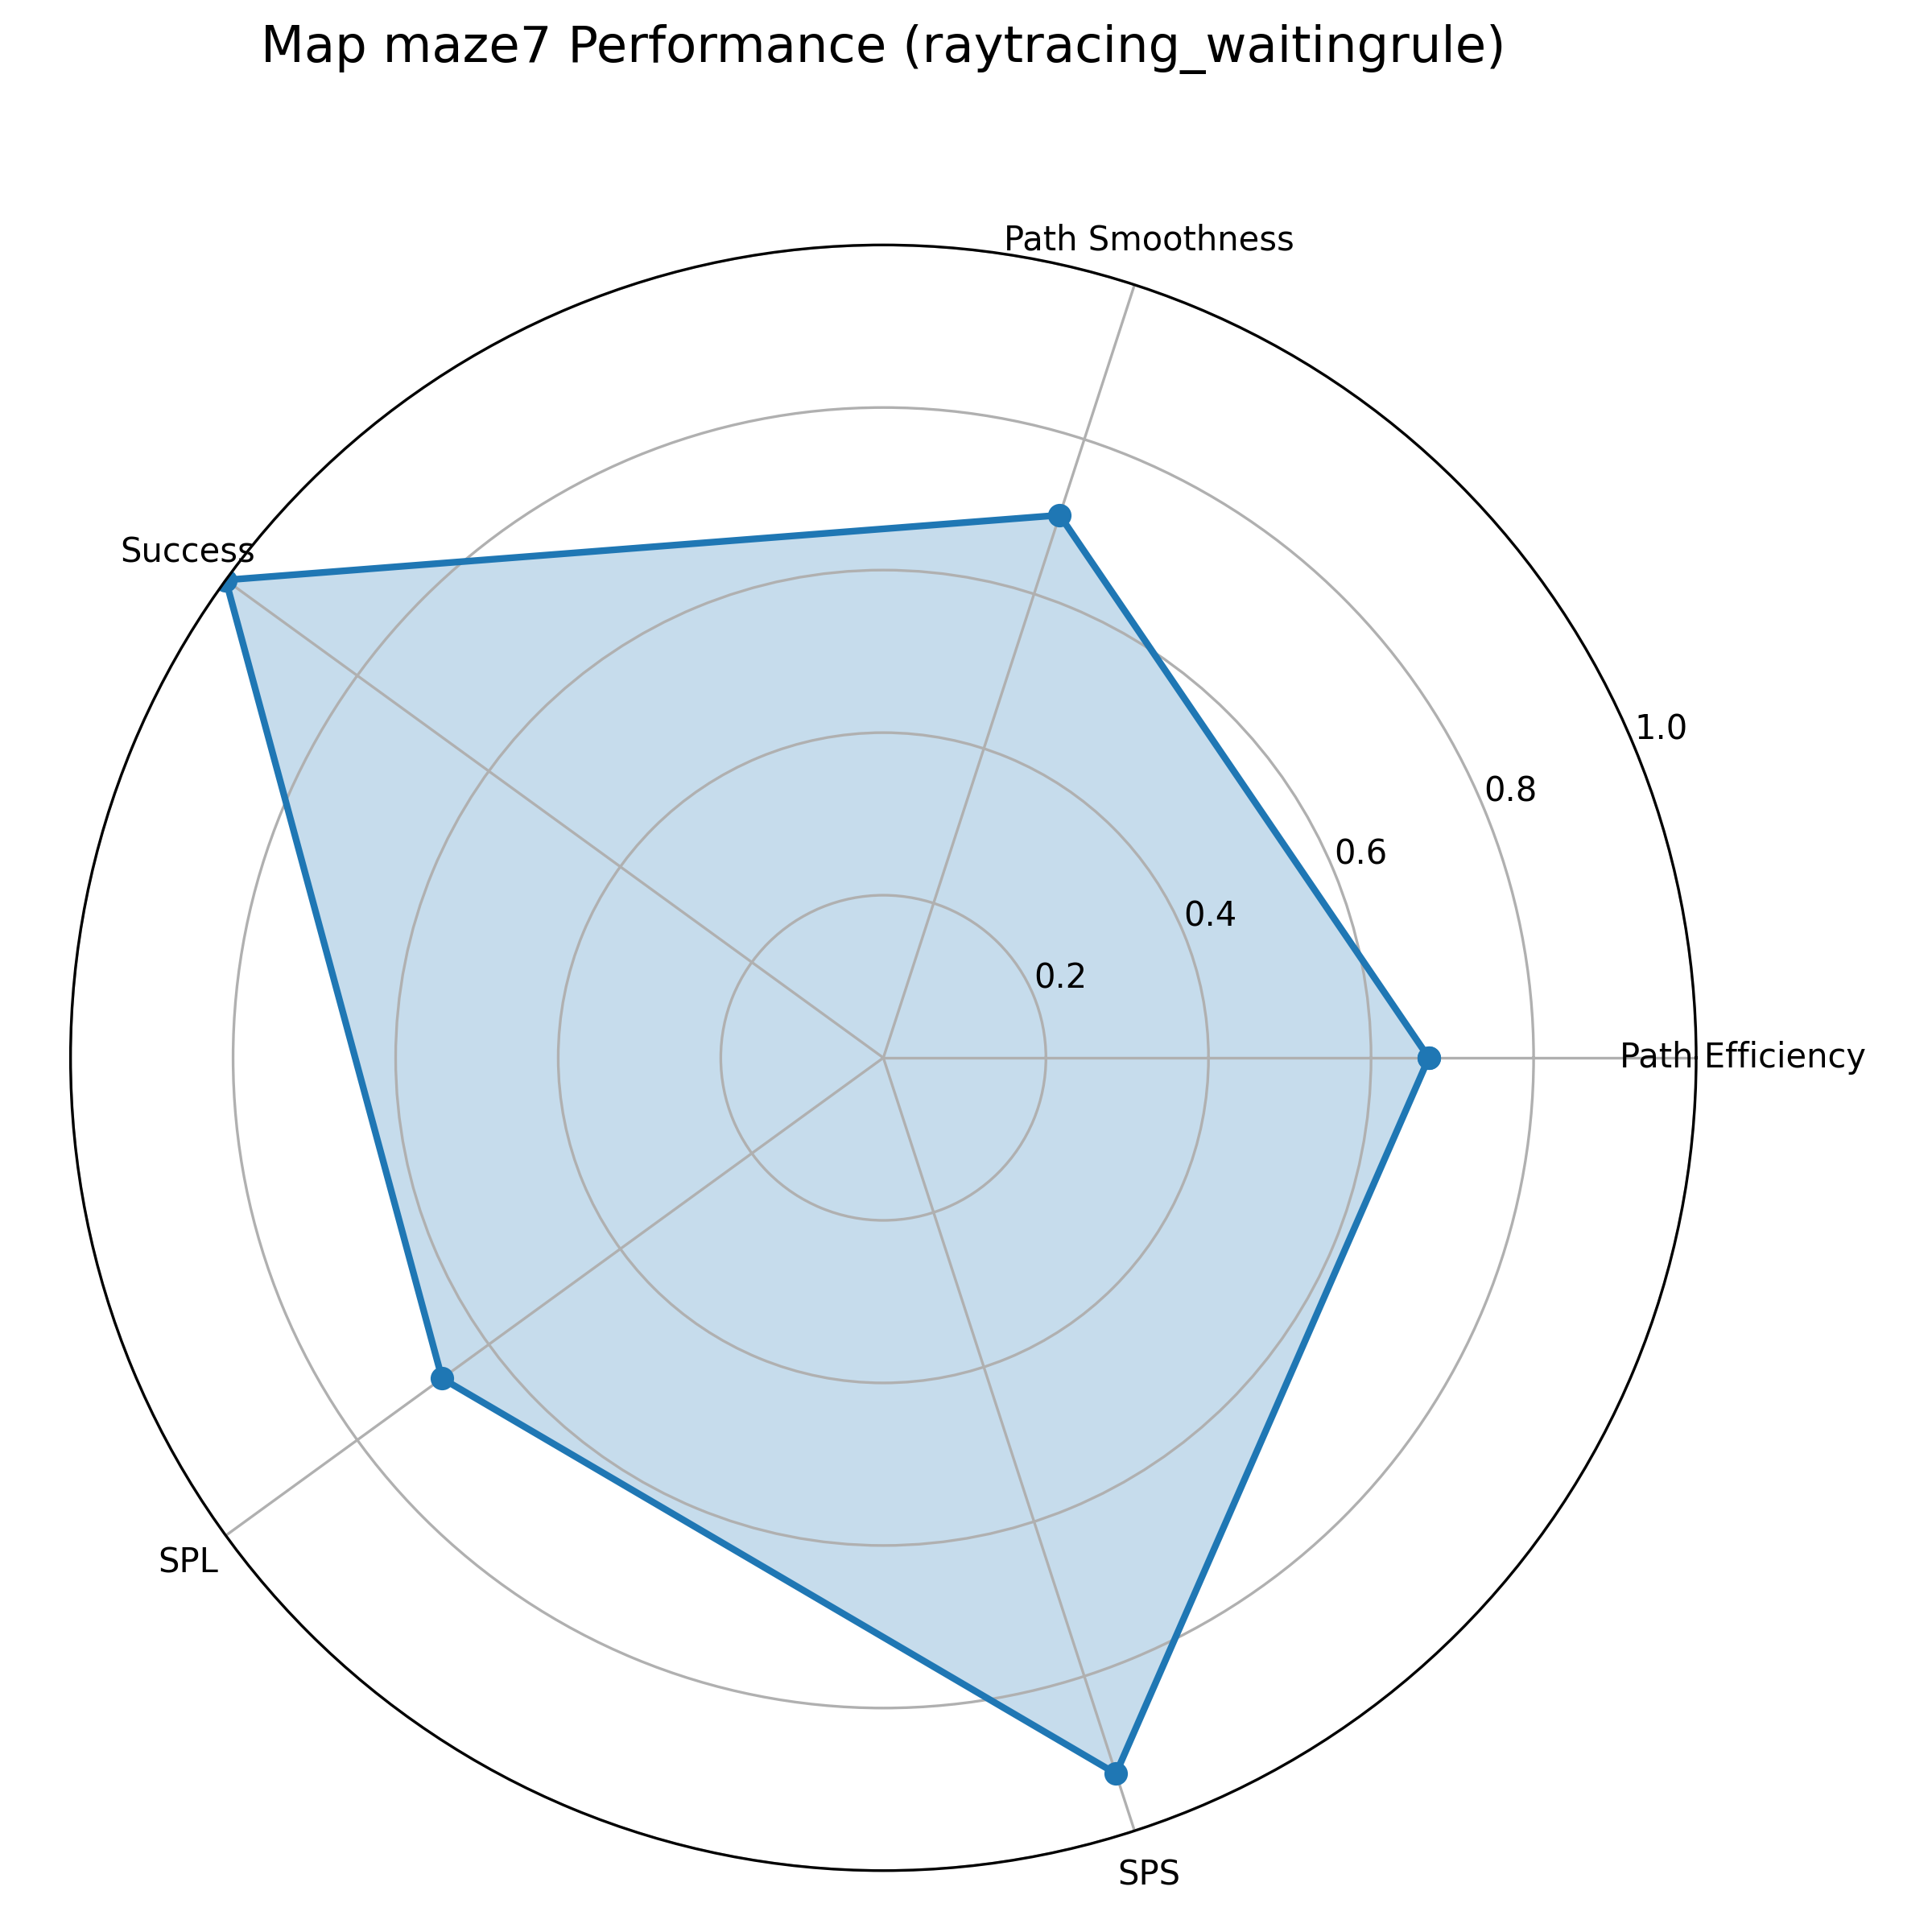 Map maze7 Performance (raytracing_waitingrule)
Path Smoothness
Success
1.0
0.8
0.6
0.4
0.2
Path Efficiency
SPL
SPS